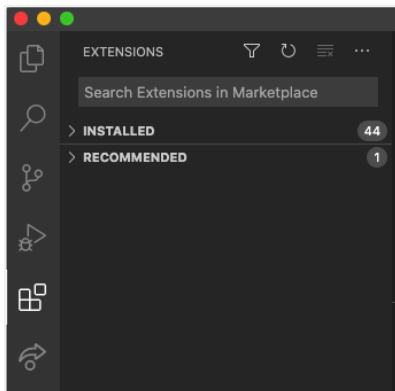 EXTENSIONS
Search Extensions in Marketplace
INSTALLED 44
RECOMMENDED 1